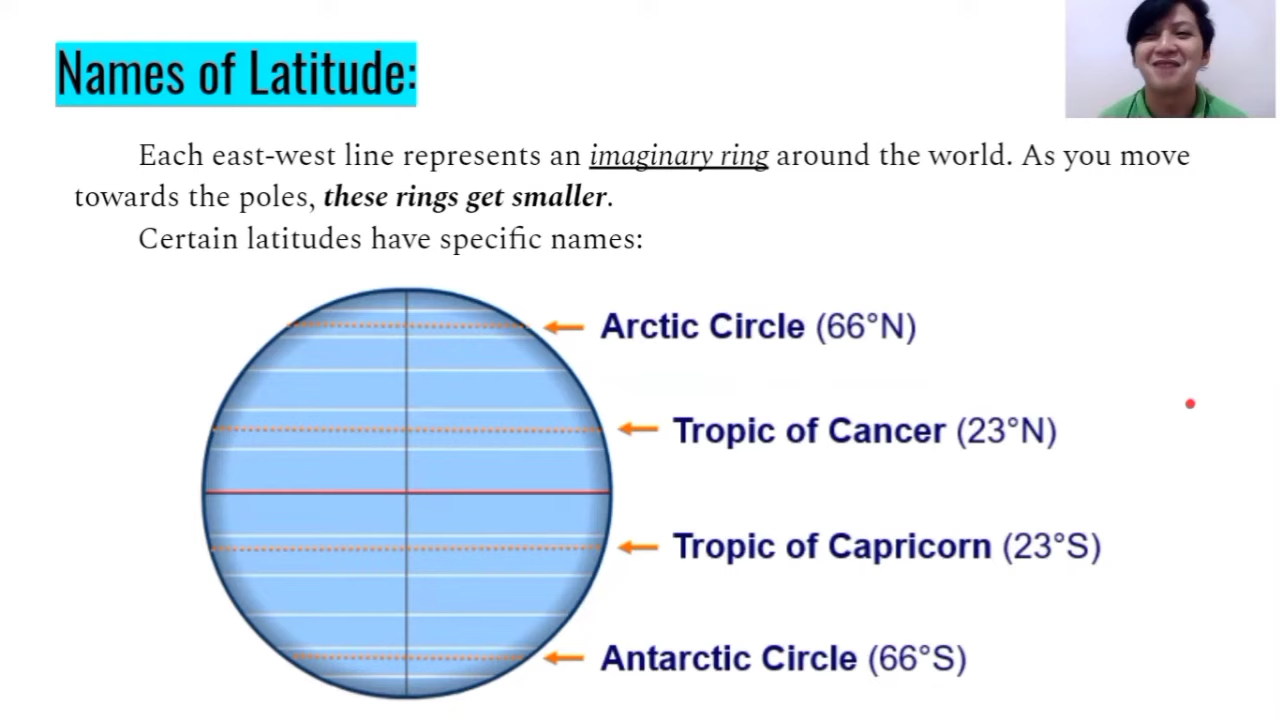 Names of Latitude:
Each east-west line represents an imaginary ring around the world. As you move
towards the poles, these rings get smaller.
Certain latitudes have specific names:
Arctic Circle (66°N)
Tropic of Cancer (23°N)
Tropic of Capricorn (23°S)
Antarctic Circle (66°S)